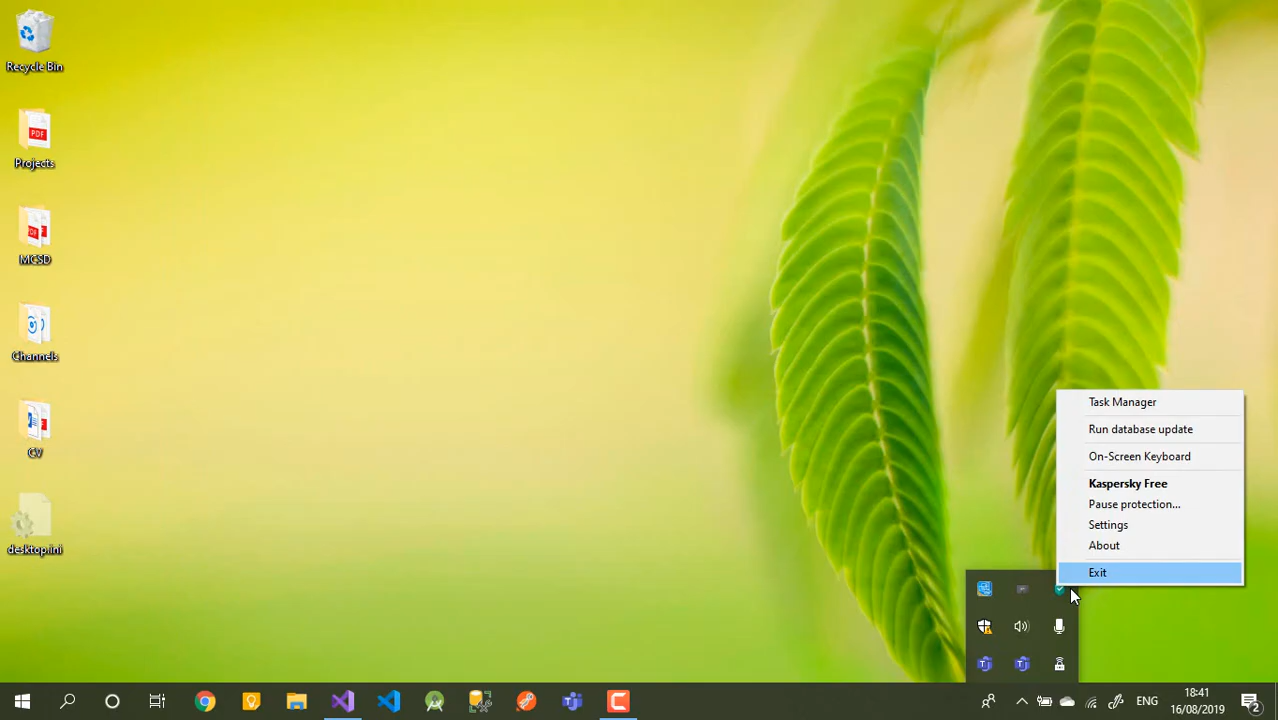 Recycle Bin
Projects
MCSD
Channels
CV
desktop.ini
Task Manager
Run database update
On-Screen Keyboard
Kaspersky Free
Pause protection...
Settings
About
Exit
ENG
18:41
16/08/2019
2